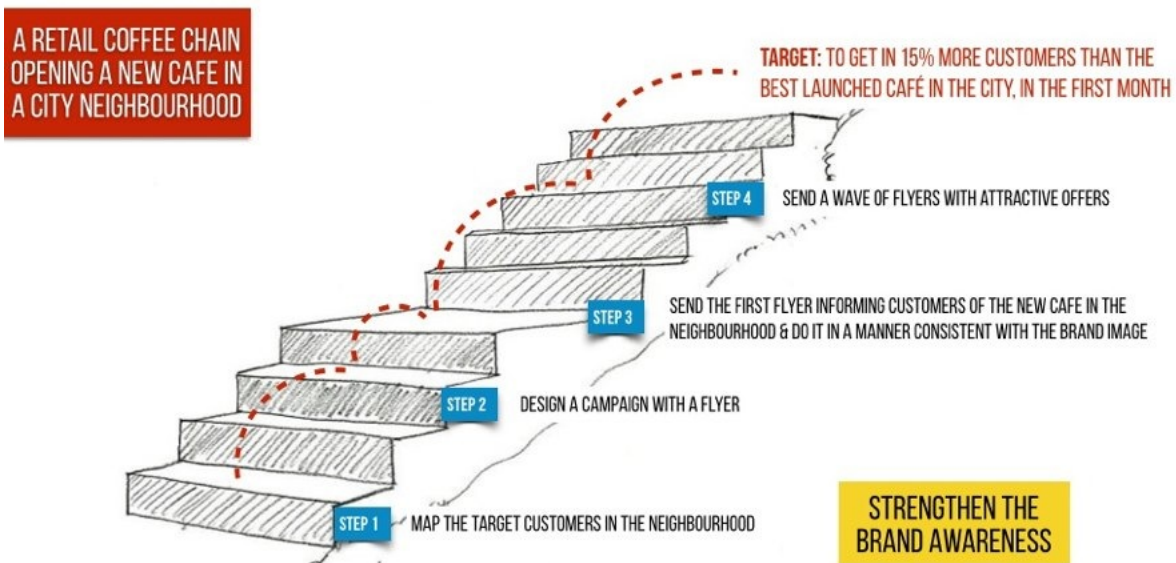 A RETAIL COFFEE CHAIN
OPENING A NEW CAFE IN
A CITY NEIGHBOURHOOD
TARGET: TO GET IN 15% MORE CUSTOMERS THAN THE
BEST LAUNCHED CAFÉ IN THE CITY, IN THE FIRST MONTH
STEP 4 SEND A WAVE OF FLYERS WITH ATTRACTIVE OFFERS
STEP 3 SEND THE FIRST FLYER INFORMING CUSTOMERS OF THE NEW CAFE IN THE
NEIGHBOURHOOD & DO IT IN A MANNER CONSISTENT WITH THE BRAND IMAGE
STEP 2 DESIGN A CAMPAIGN WITH A FLYER
STEP 1 MAP THE TARGET CUSTOMERS IN THE NEIGHBOURHOOD
STRENGTHEN THE
BRAND AWARENESS